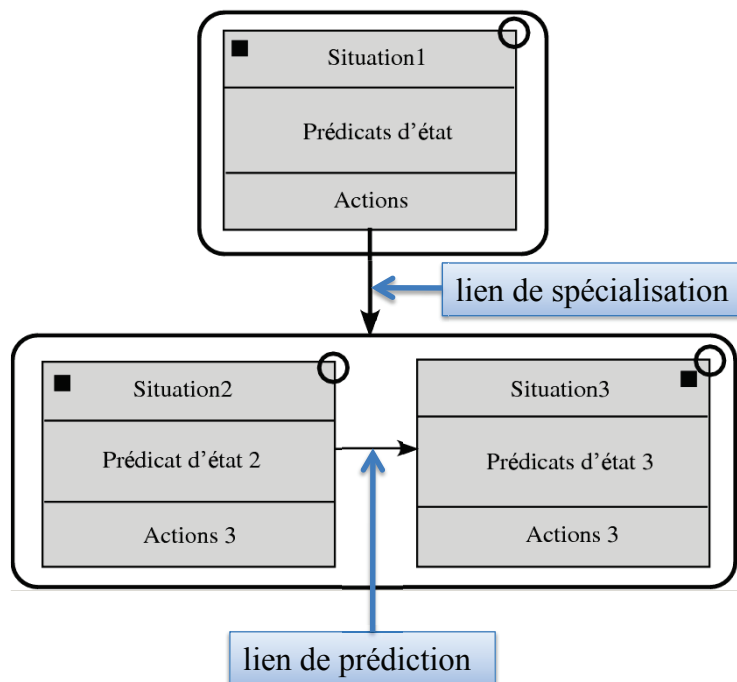 Situation1
Prédicats d'état
Actions
lien de spécialisation
Situation2
Prédicat d'état 2
Actions 3
Situation3
Prédicats d'état 3
Actions 3
lien de prédiction